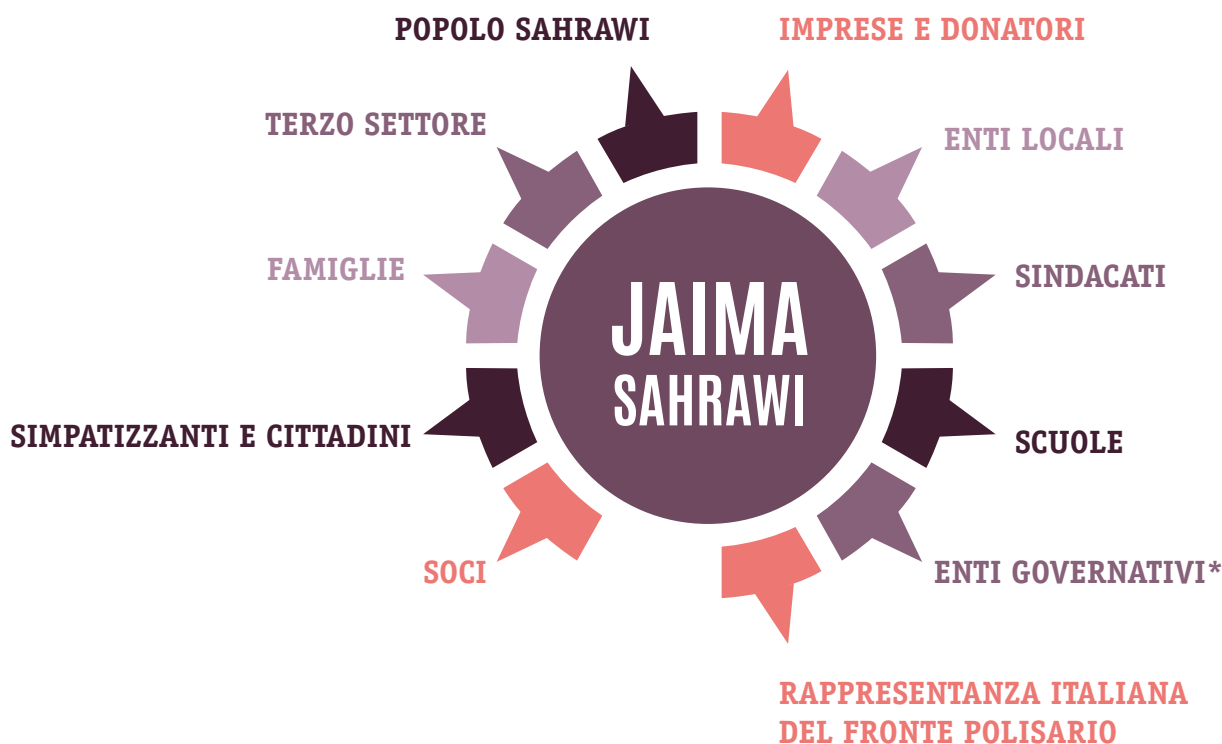 POPOLO SAHRAWI
IMPRESE E DONATORI
TERZO SETTORE
ENTI LOCALI
FAMIGLIE
SINDACATI
JAIMA
SAHRAWI
SIMPATIZZANTI E CITTADINI
SCUOLE
SOCI
ENTI GOVERNATIVI*
RAPPRESENTANZA ITALIANA
DEL FRONTE POLISARIO